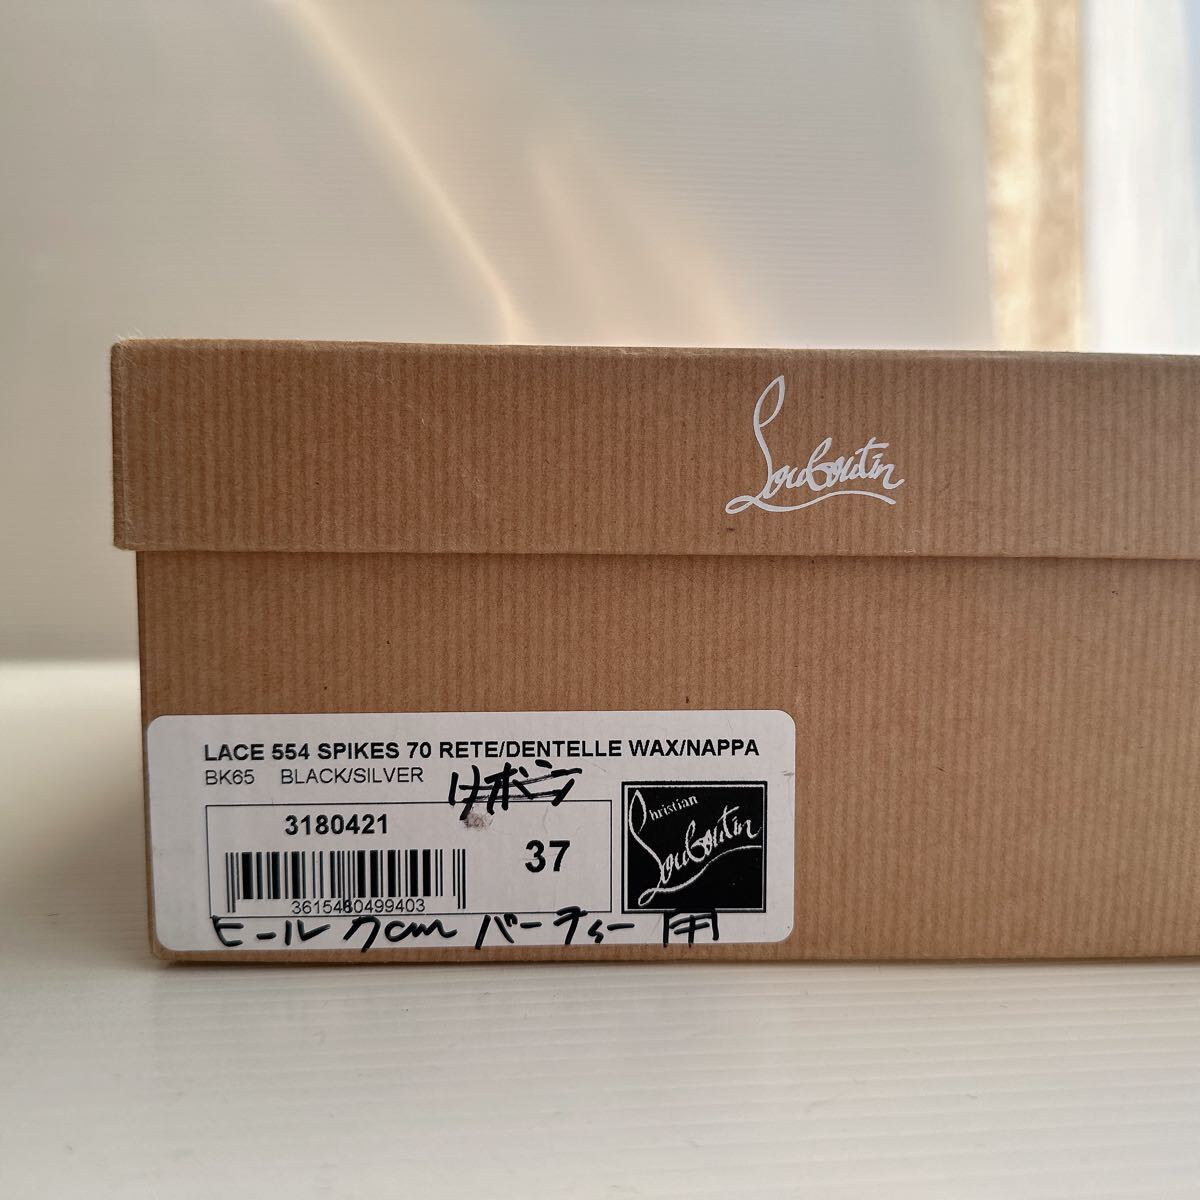 Louboutin
LACE 554 SPIKES 70 RETE/DENTELLE WAX/NAPPA
BK65 BLACK/SILVER
リボン
3180421
37
3615480499403
Christian
Louboutin
ヒール7cm パーティー用